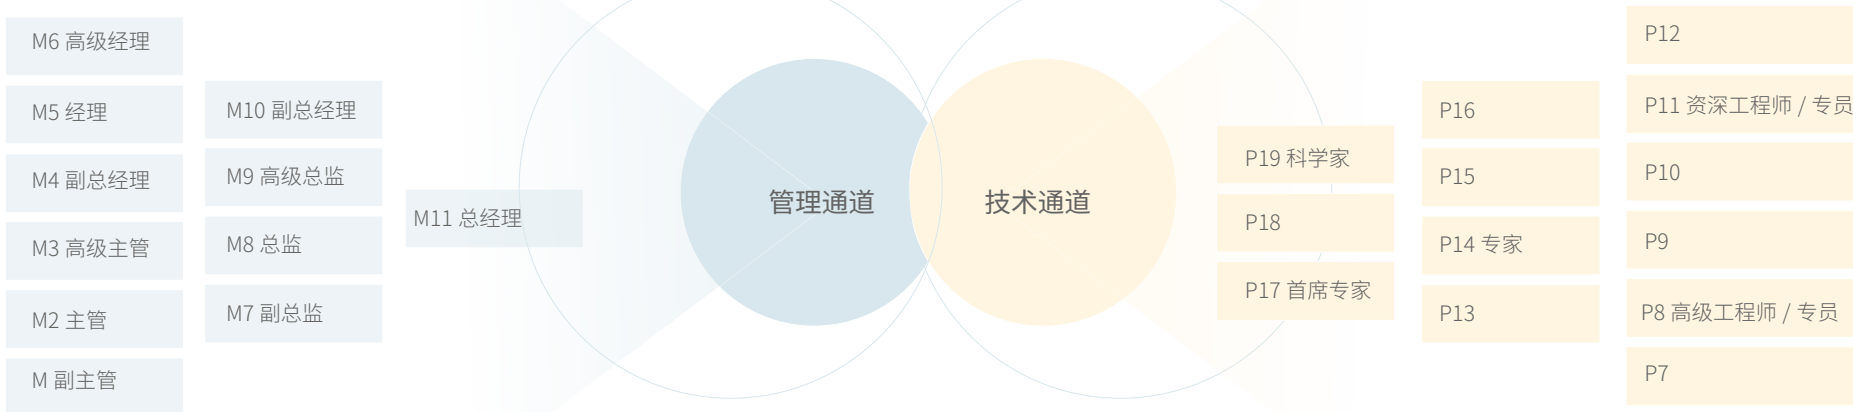 M6 高级经理
M5 经理
M4 副总经理
M3 高级主管
M2 主管
M 副主管
M10 副总经理
M9 高级总监
M8 总监
M7 副总监
M11 总经理
管理通道
技术通道
P19 科学家
P18
P17 首席专家
P16
P15
P14 专家
P13
P12
P11 资深工程师 / 专员
P10
P9
P8 高级工程师 / 专员
P7